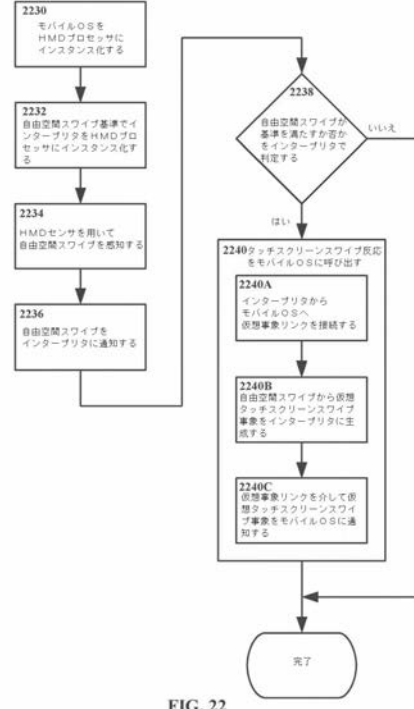 2230
モバイルOSを
HMDプロセッサに
インスタンス化する
2232
自由空間スワイプ基準でイン
タープリタをHMDプロ
セッサにインスタンス化す
る
2234
HMDセンサを用いて
自由空間スワイプを感知する
2236
自由空間スワイプを
インタープリタに通知する
2238
自由空間スワイプが
基準を満たすか否か
をインタープリタで
判定する
いいえ
はい
2240タッチスクリーンスワイプ反応
をモバイルOSに呼び出す
2240A
インタープリタから
モバイルOSへ
仮想事象リンクを接続する
2240B
自由空間スワイプから仮想
タッチスクリーンスワイプ
事象をインタープリタに生
成する
2240C
仮想事象リンクを介して仮
想タッチスクリーンスワイ
プ事象をモバイルOSに通
知する
完了
FIG. 22